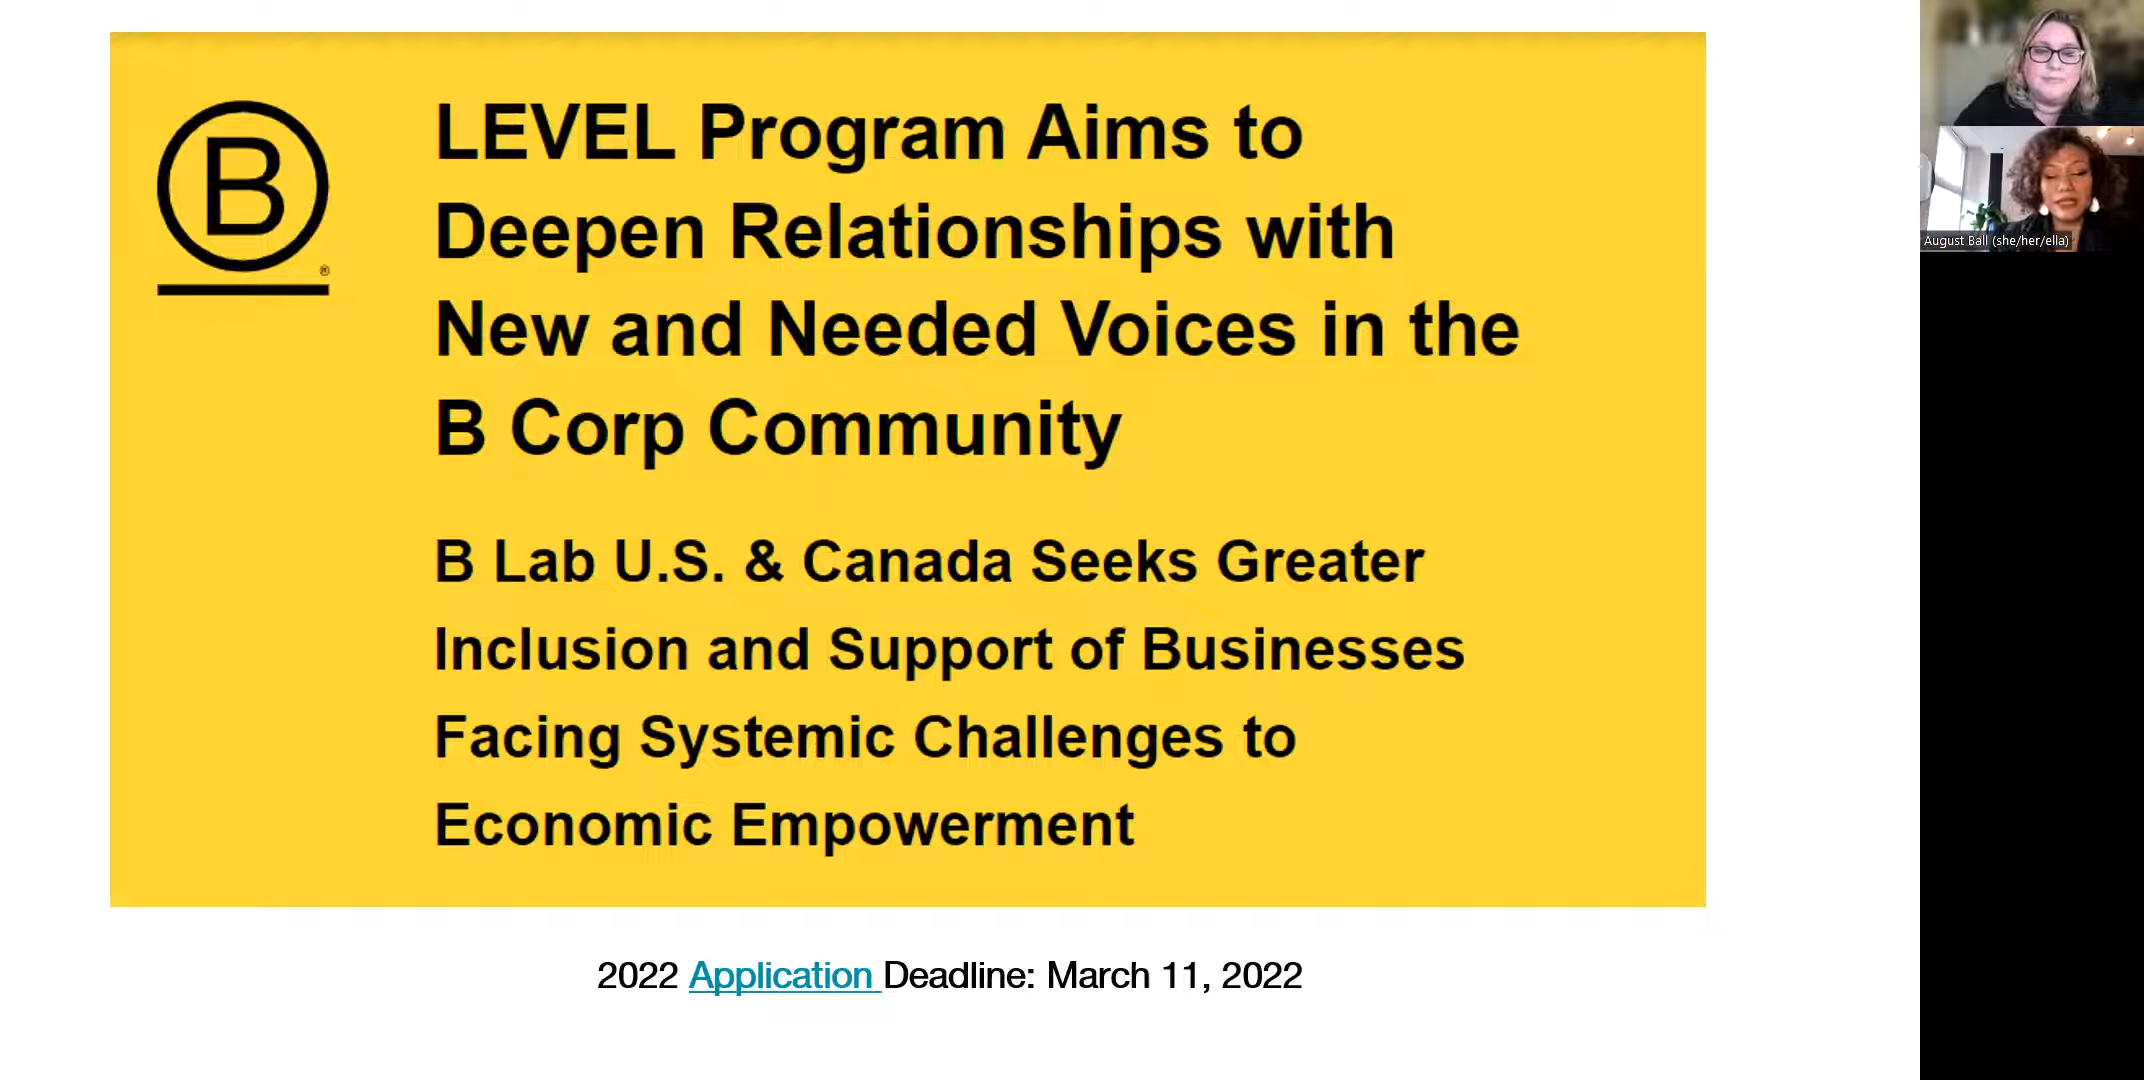 B
®
LEVEL Program Aims to
Deepen Relationships with
New and Needed Voices in the
B Corp Community
B Lab U.S. & Canada Seeks Greater
Inclusion and Support of Businesses
Facing Systemic Challenges to
Economic Empowerment
2022 Application Deadline: March 11, 2022
August Ball (she/her/ella)